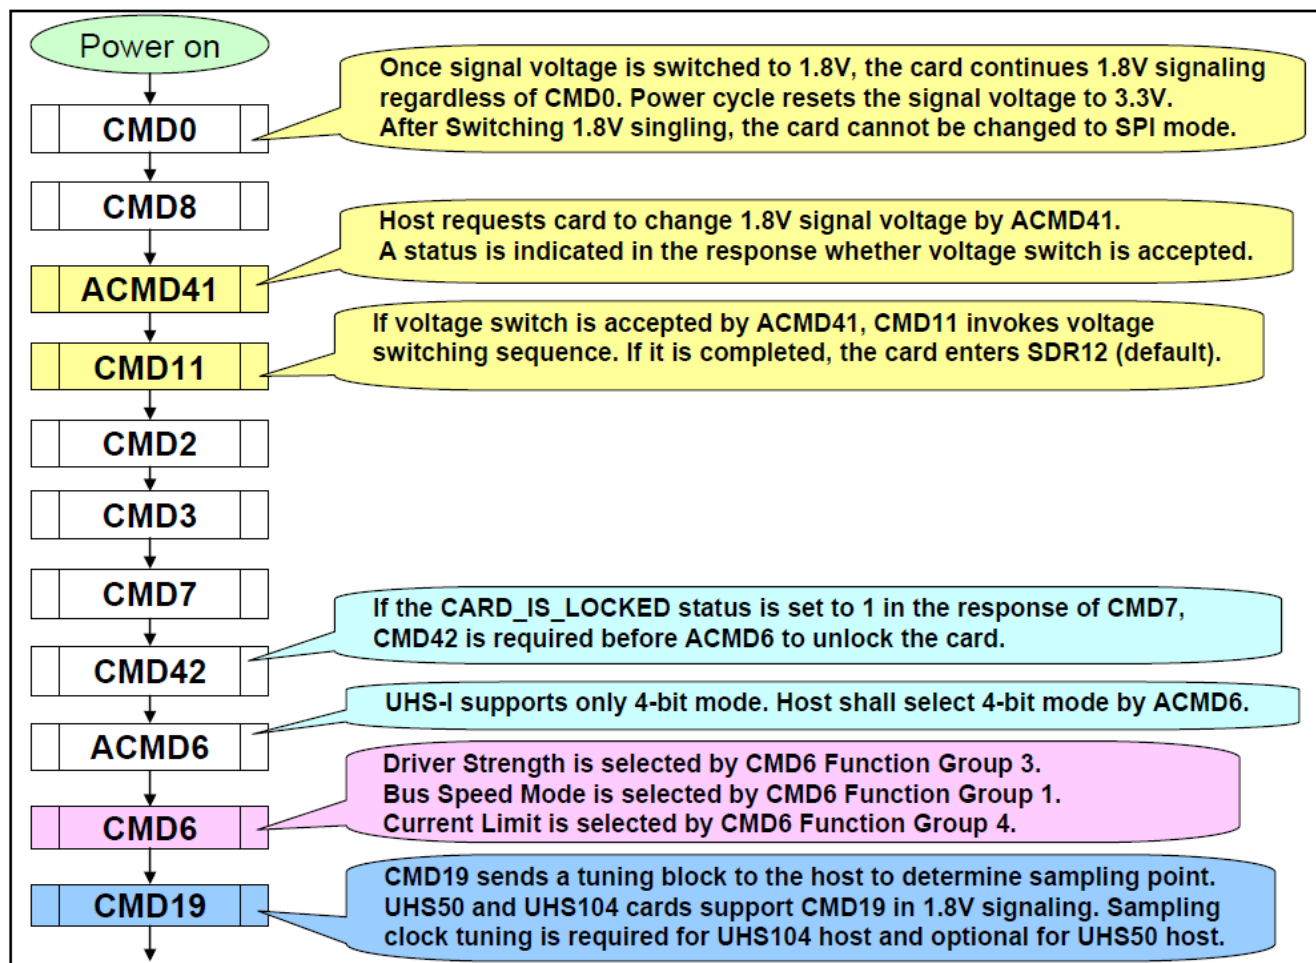 Power on
Once signal voltage is switched to 1.8V, the card continues 1.8V signaling
regardless of CMD0. Power cycle resets the signal voltage to 3.3V.
After Switching 1.8V singling, the card cannot be changed to SPI mode.
CMD0
CMD8
Host requests card to change 1.8V signal voltage by ACMD41.
A status is indicated in the response whether voltage switch is accepted.
ACMD41
If voltage switch is accepted by ACMD41, CMD11 invokes voltage
switching sequence. If it is completed, the card enters SDR12 (default).
CMD11
CMD2
CMD3
CMD7
If the CARD_IS_LOCKED status is set to 1 in the response of CMD7,
CMD42 is required before ACMD6 to unlock the card.
CMD42
UHS-I supports only 4-bit mode. Host shall select 4-bit mode by ACMD6.
ACMD6
Driver Strength is selected by CMD6 Function Group 3.
Bus Speed Mode is selected by CMD6 Function Group 1.
Current Limit is selected by CMD6 Function Group 4.
CMD6
CMD19 sends a tuning block to the host to determine sampling point.
UHS50 and UHS104 cards support CMD19 in 1.8V signaling. Sampling
clock tuning is required for UHS104 host and optional for UHS50 host.
CMD19